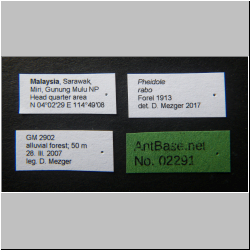 Malaysia, Sarawak,
Miri, Gunung Mulu NP
Head quarter area
N 04°02'29 E 114°49'08
Pheidole
rabo
Forel 1913
det. D. Mezger 2017
GM 2902
alluvial forest; 50 m
28. III. 2007
leg. D. Mezger
AntBase.net
No. 02291